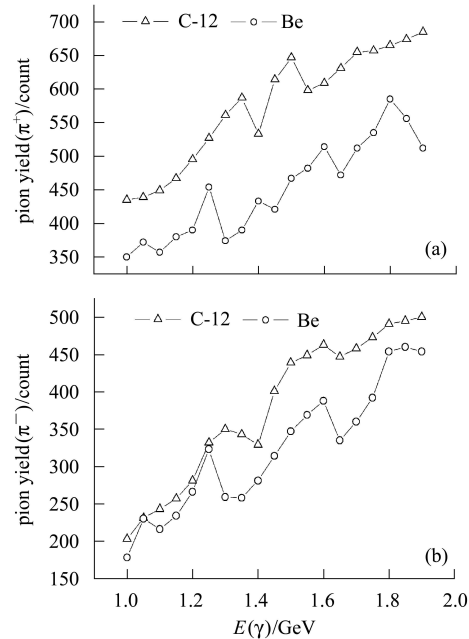 700
650
600
550
500
450
400
350
pion yield(π⁺)/count
C-12 Be
(a)
500
450
400
350
300
250
200
150
pion yield(π⁻)/count
C-12 Be
(b)
1.0 1.2 1.4 1.6 1.8 2.0
E(γ)/GeV